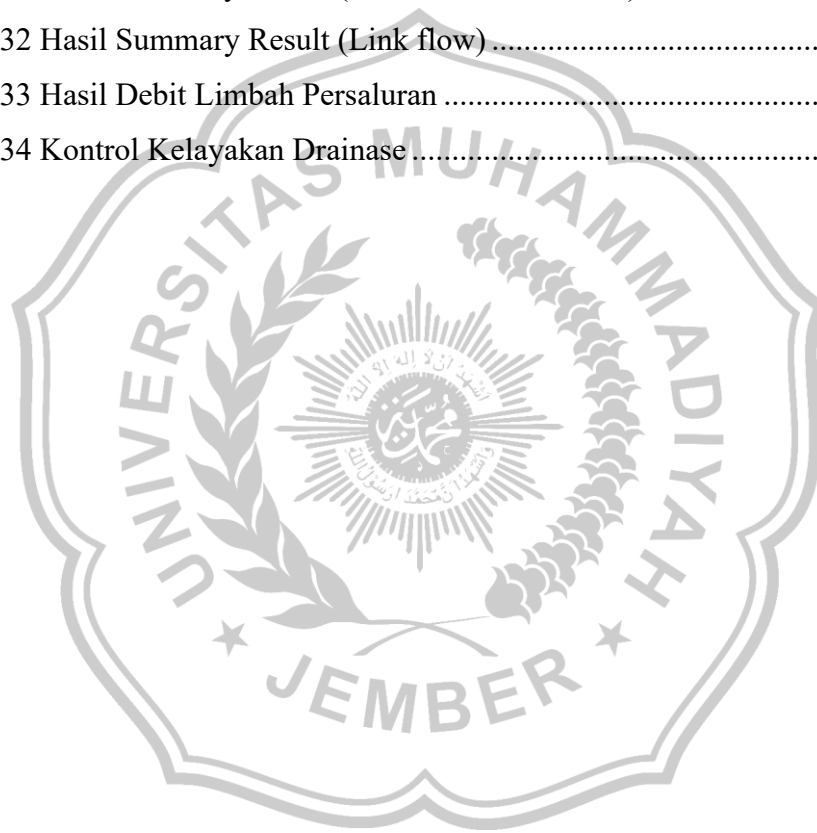 32 Hasil Summary Result (Link flow) ........................................
33 Hasil Debit Limbah Persaluran ..............................................
34 Kontrol Kelayakan Drainase ..................................................
UNIVERSITAS MUHAMMADIYAH
★ JEMBER ★